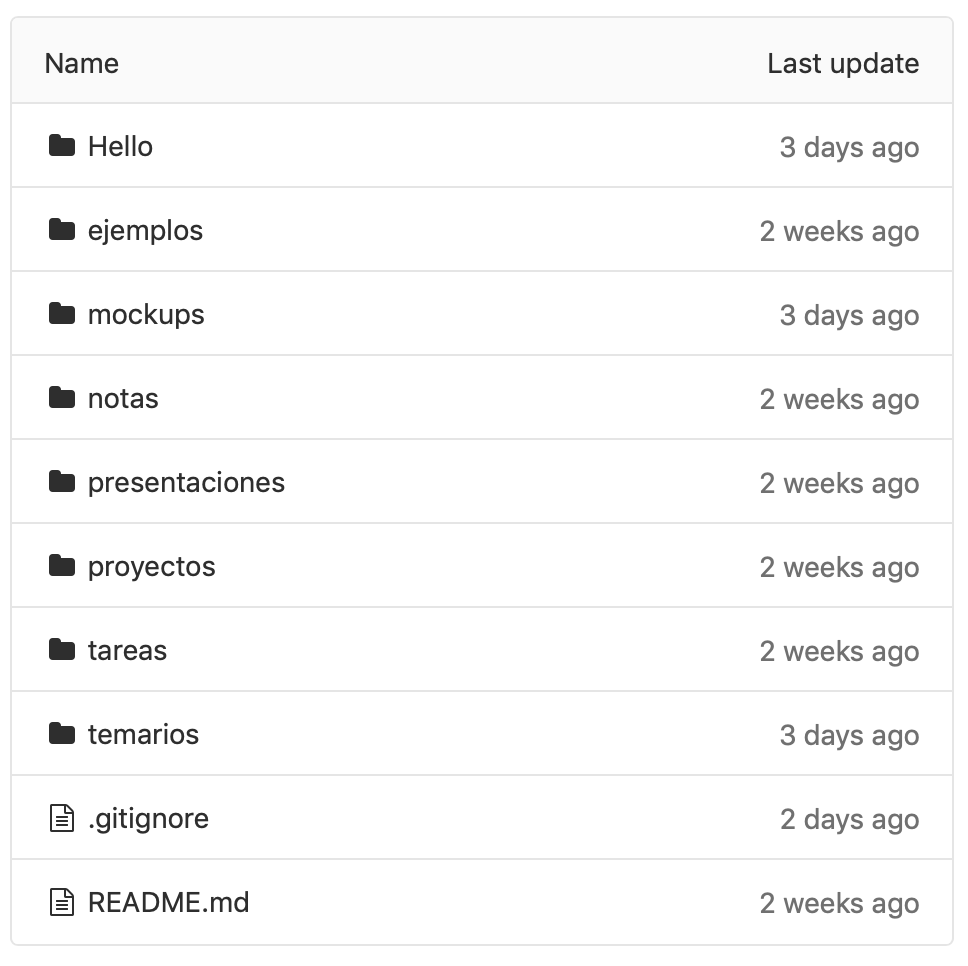 Name Last update
Hello 3 days ago
ejemplos 2 weeks ago
mockups 3 days ago
notas 2 weeks ago
presentaciones 2 weeks ago
proyectos 2 weeks ago
tareas 2 weeks ago
temarios 3 days ago
.gitignore 2 days ago
README.md 2 weeks ago